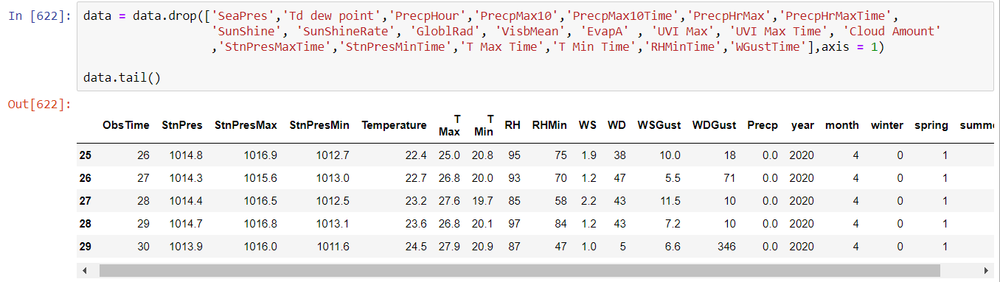 In [622]: data = data.drop(['SeaPres','Td dew point','PrecpHour','PrecpMax10','PrecpMax10Time','PrecpHrMax','PrecpHrMaxTime',
'SunShine', 'SunShineRate', 'GloblRad', 'VisbMean', 'EvapA' , 'UVI Max', 'UVI Max Time', 'Cloud Amount'
,'StnPresMaxTime','StnPresMinTime','T Max Time','T Min Time','RHMinTime','WGustTime'],axis = 1)
data.tail()
Out[622]:
ObsTime StnPres StnPresMax StnPresMin Temperature T Max T Min RH RHMin WS WD WSGust WDGust Precp year month winter spring summe
25 26 1014.8 1016.9 1012.7 22.4 25.0 20.8 95 75 1.9 38 10.0 18 0.0 2020 4 0 1
26 27 1014.3 1015.6 1013.0 22.7 26.8 20.0 93 70 1.2 47 5.5 71 0.0 2020 4 0 1
27 28 1014.4 1016.5 1012.5 23.2 27.6 19.7 85 58 2.2 43 11.5 10 0.0 2020 4 0 1
28 29 1014.7 1016.8 1013.1 23.6 26.8 20.1 97 84 1.2 43 7.2 10 0.0 2020 4 0 1
29 30 1013.9 1016.0 1011.6 24.5 27.9 20.9 87 47 1.0 5 6.6 346 0.0 2020 4 0 1